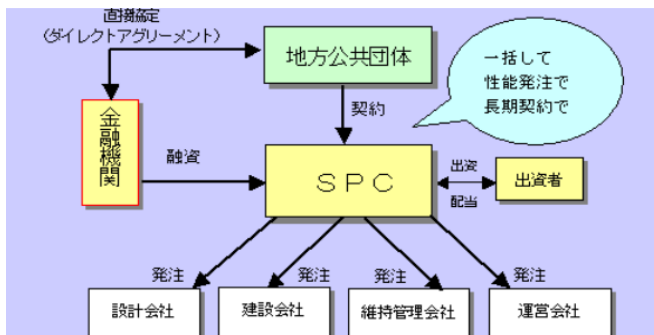 直接協定
(ダイレクトアグリーメント)
地方公共団体
一括して
性能発注で
長期契約で
契約
金融機関
融資
SPC
出資
配当
出資者
発注
発注
発注
発注
設計会社
建設会社
維持管理会社
運営会社